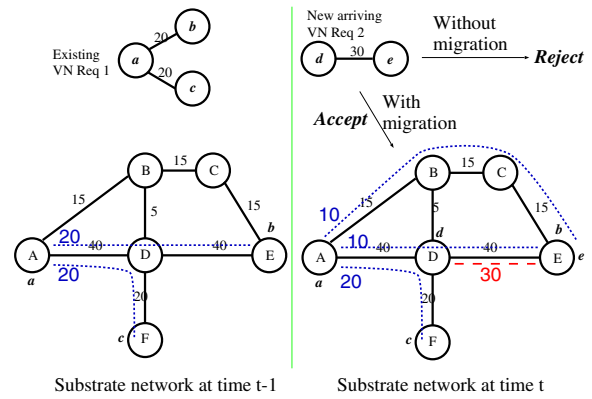 b
20
Existing
VN Req 1
a
20
c
New arriving
VN Req 2
d
30
e
Without
migration
Reject
Accept
With
migration
B
15
C
15
5
15
20
b
A
40
D
40
E
a
20
20
c
F
Substrate network at time t-1
B
15
C
15
5
15
10
d
b
10
A
40
D
40
E
e
a
20
30
20
c
F
Substrate network at time t